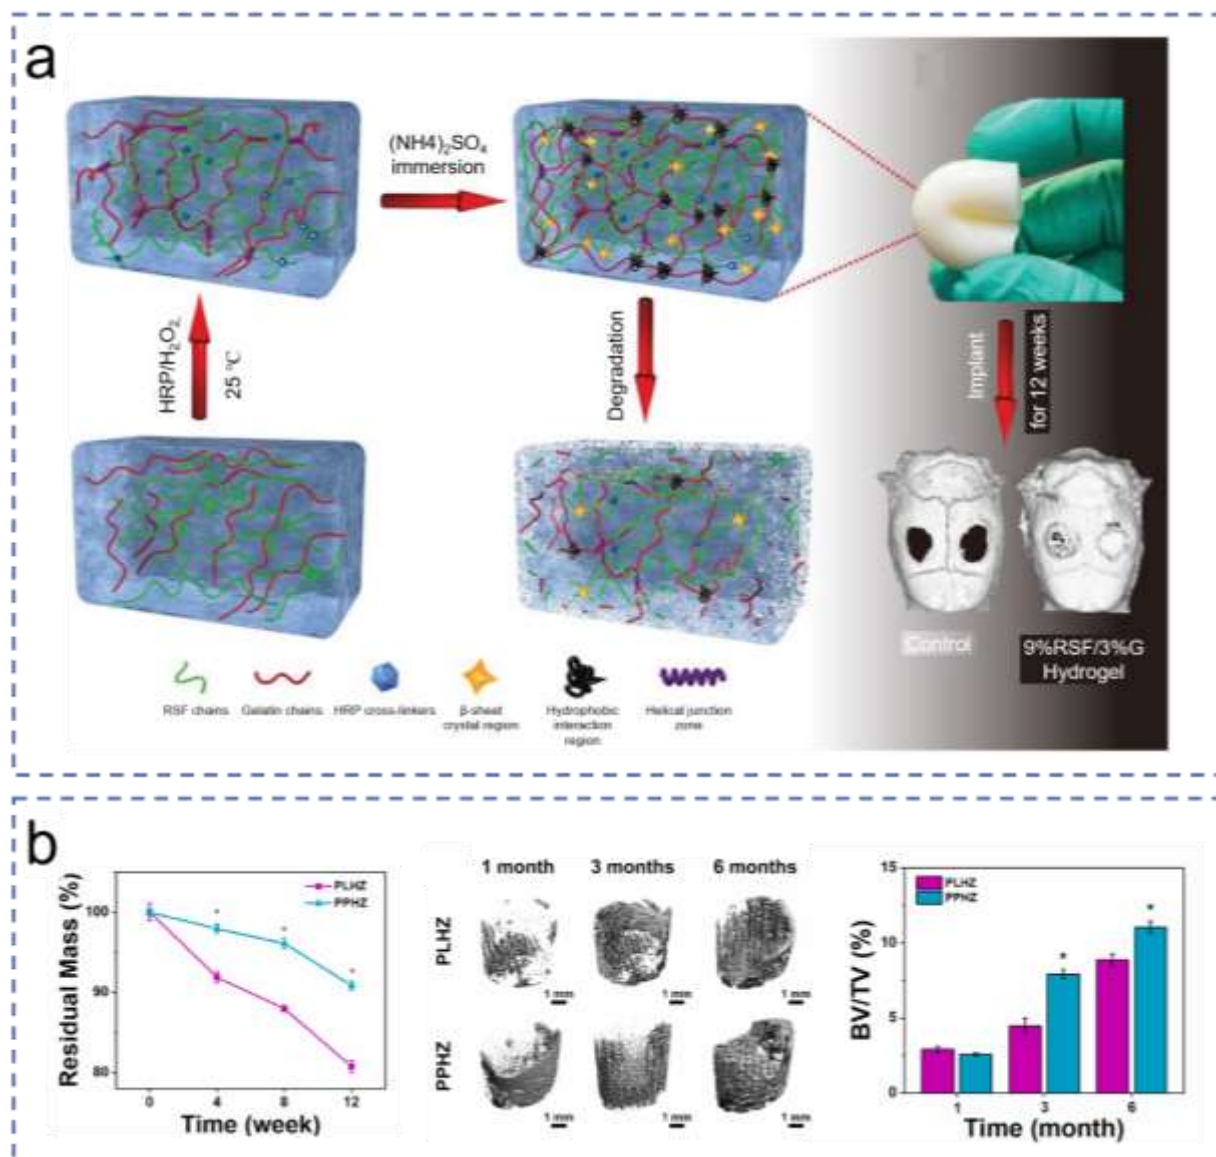 a
(NH4)₂SO₄
immersion
HRP/H₂O₂
25 ℃
Degradation
Implant
for 12 weeks
Control
9%RSF/3%G
Hydrogel
RSF chains
Gelatin chains
HRP cross-linkers
β-sheet
crystal region
Hydrophobic
interaction
region
Helical junction
zone
b
Residual Mass (%)
100
90
80
PLHZ
PPHZ
*
*
*
0 4 8 12
Time (week)
1 month 3 months 6 months
PLHZ
1 mm 1 mm 1 mm
PPHZ
1 mm 1 mm 1 mm
BV/TV (%)
15
10
5
0
PLHZ
PPHZ
*
*
1 3 6
Time (month)